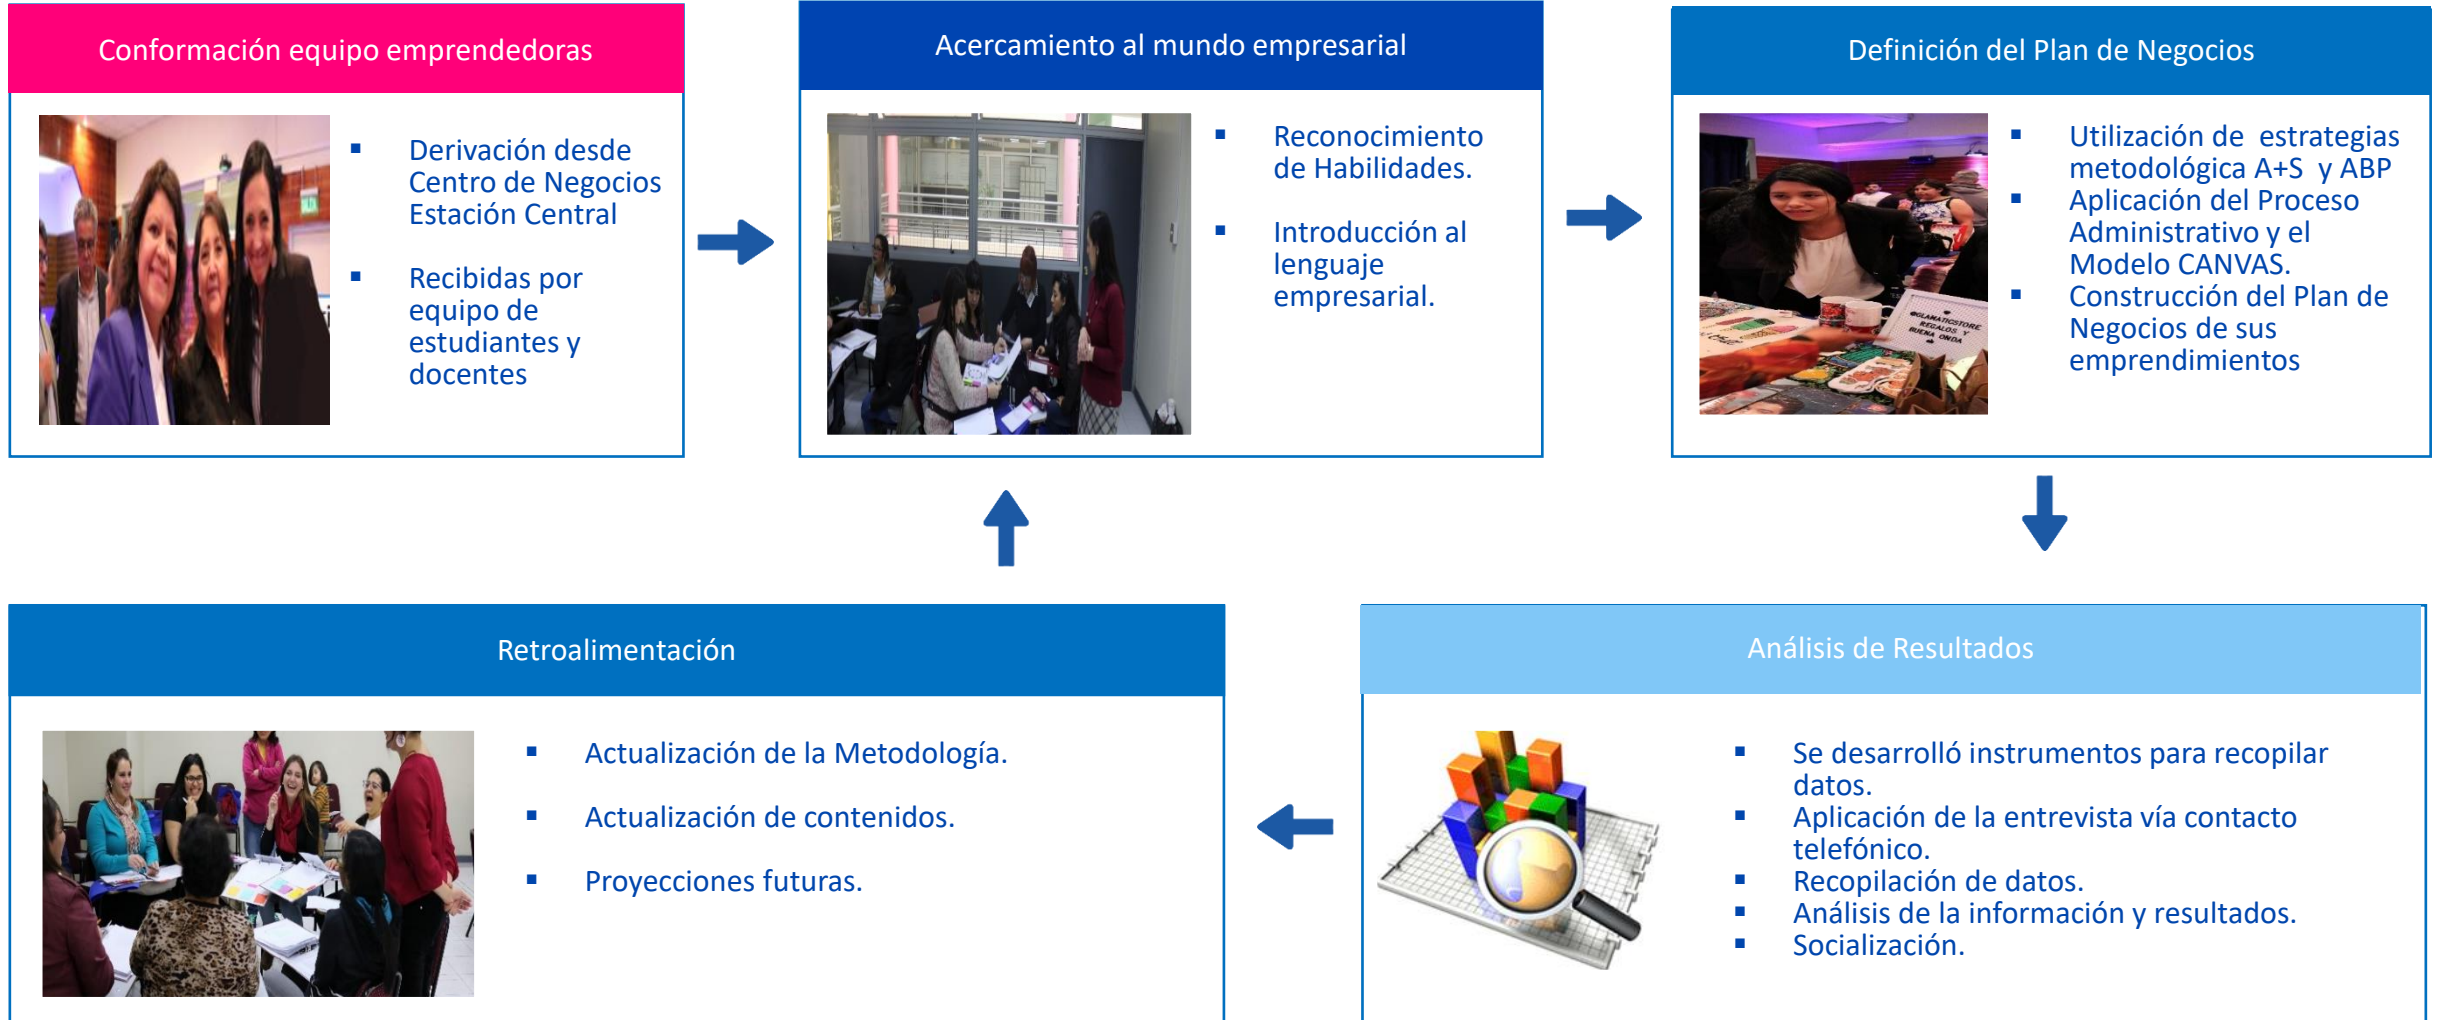 Conformación equipo emprendedoras
Derivación desde
Centro de Negocios
Estación Central
Recibidas por
equipo de
estudiantes y
docentes
Acercamiento al mundo empresarial
Reconocimiento
de Habilidades.
Introducción al
lenguaje
empresarial.
Definición del Plan de Negocios
@GLAMATICSTORE
REGALOS Y
BUENA ONDA
Utilización de estrategias
metodológica A+S y ABP
Aplicación del Proceso
Administrativo y el
Modelo CANVAS.
Construcción del Plan de
Negocios de sus
emprendimientos
Retroalimentación
Actualización de la Metodología.
Actualización de contenidos.
Proyecciones futuras.
Análisis de Resultados
Se desarrolló instrumentos para recopilar
datos.
Aplicación de la entrevista vía contacto
telefónico.
Recopilación de datos.
Análisis de la información y resultados.
Socialización.